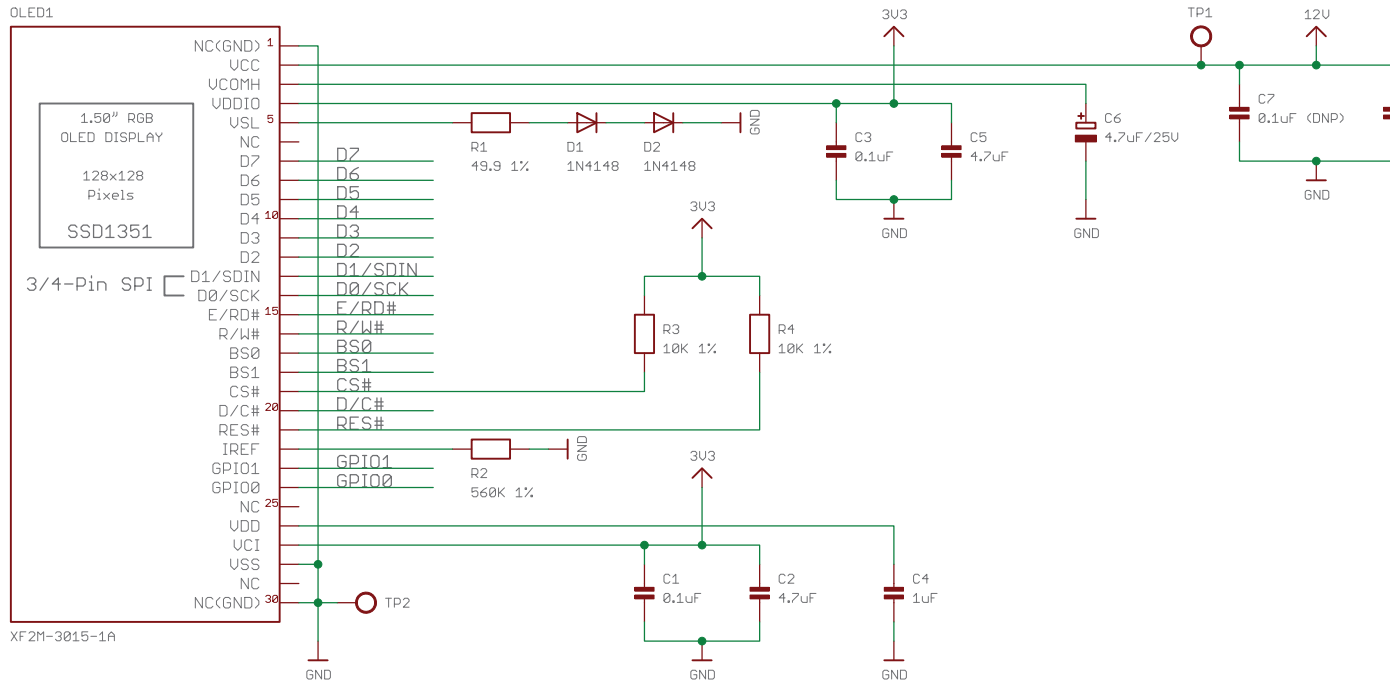 OLED1
NC(GND) 1
VCC
VCOMH
VDDIO
VSL 5
NC
D7
D6
D5
D4 10
D3
D2
D1/SDIN
D0/SCK
E/RD# 15
R/W#
BS0
BS1
CS#
D/C# 20
RES#
IREF
GPIO1
GPIO0
NC 25
VDD
VCI
VSS
NC
NC(GND) 30
1.50" RGB
OLED DISPLAY
128x128
Pixels
SSD1351
3/4-Pin SPI
XF2M-3015-1A
D7
D6
D5
D4
D3
D2
D1/SDIN
D0/SCK
E/RD#
R/W#
BS0
BS1
CS#
D/C#
RES#
GPIO1
GPIO0
TP2
GND
R1
49.9 1%
D1
1N4148
D2
1N4148
GND
3V3
C3
0.1uF
C5
4.7uF
GND
+
C6
4.7uF/25V
GND
TP1
12V
C7
0.1uF (DNP)
GND
3V3
R3
10K 1%
R4
10K 1%
R2
560K 1%
GND
3V3
C1
0.1uF
C2
4.7uF
GND
C4
1uF
GND